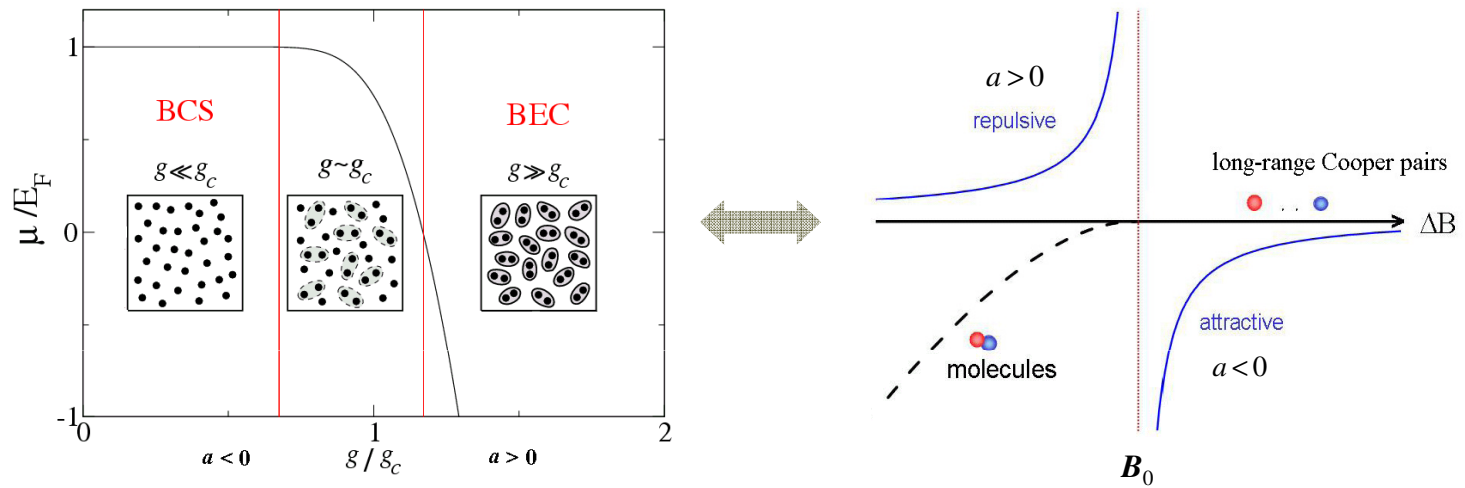 1
BCS
BEC
g≪g_c
g~g_c
g≫g_c
μ/E_F
0
-1
0
1
2
a < 0
g / g_c
a > 0
a > 0
repulsive
long-range Cooper pairs
. .
ΔB
attractive
a < 0
molecules
B_0